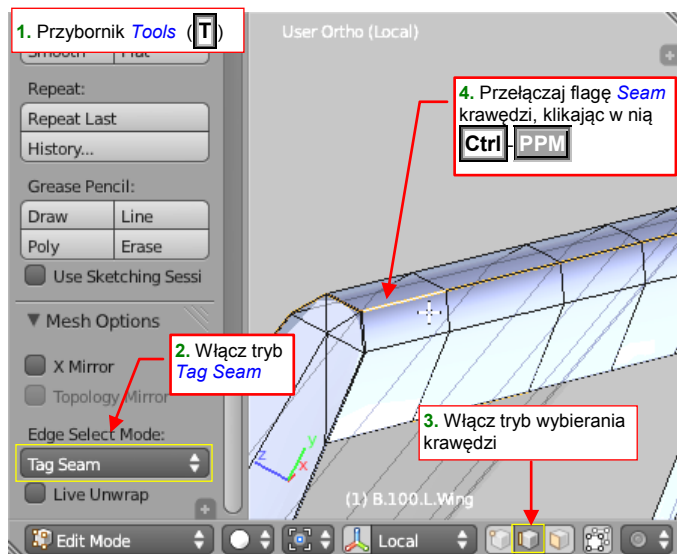 1. Przybornik Tools (T)
User Ortho (Local)
Smooth Flat
Repeat:
Repeat Last
History...
Grease Pencil:
Draw Line
Poly Erase
Use Sketching Sessi
▼ Mesh Options
X Mirror
Topology Mirror
Edge Select Mode:
Tag Seam
Live Unwrap
2. Włącz tryb
Tag Seam
4. Przełączaj flagę Seam
krawędzi, klikając w nią
Ctrl-PPM
3. Włącz tryb wybierania
krawędzi
z y x
(1) B.100.L.Wing
Edit Mode Local